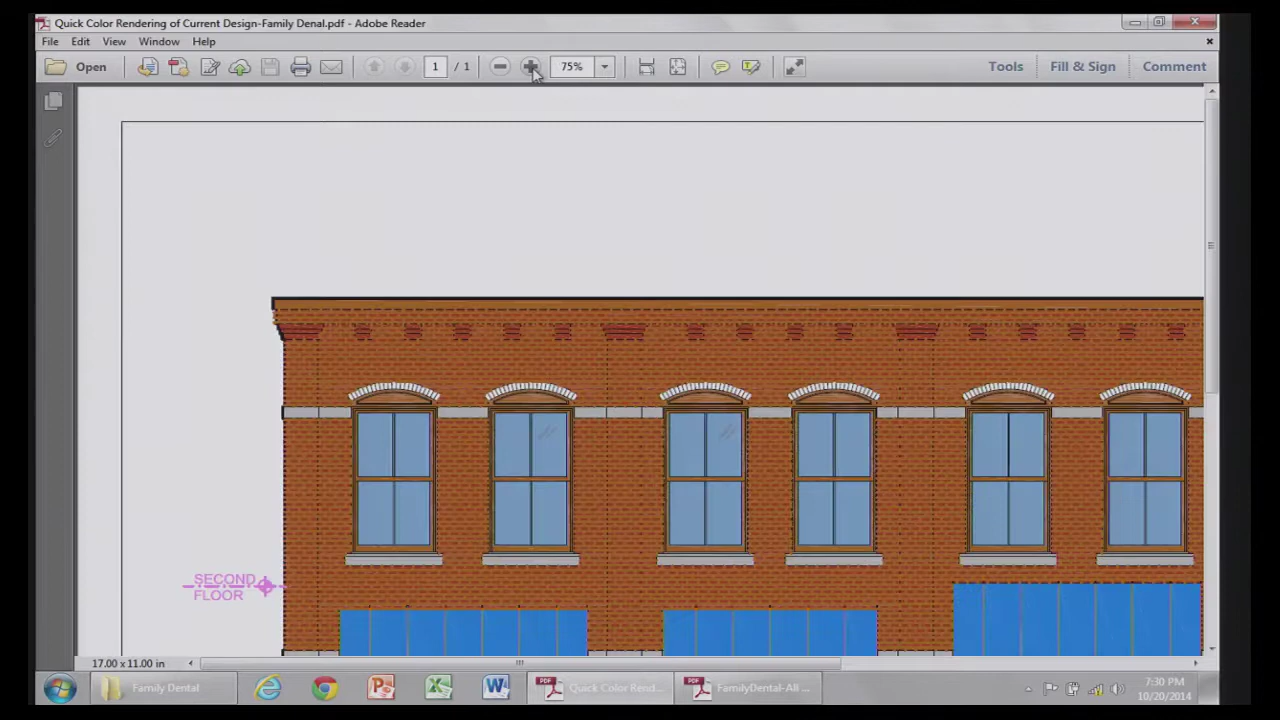 Quick Color Rendering of Current Design-Family Denal.pdf - Adobe Reader
File Edit View Window Help
Open 1 / 1 75% Tools Fill & Sign Comment
SECOND
FLOOR
17.00 x 11.00 in
Family Dental Quick Color Rend... FamilyDental-All ... 7:30 PM
10/20/2014